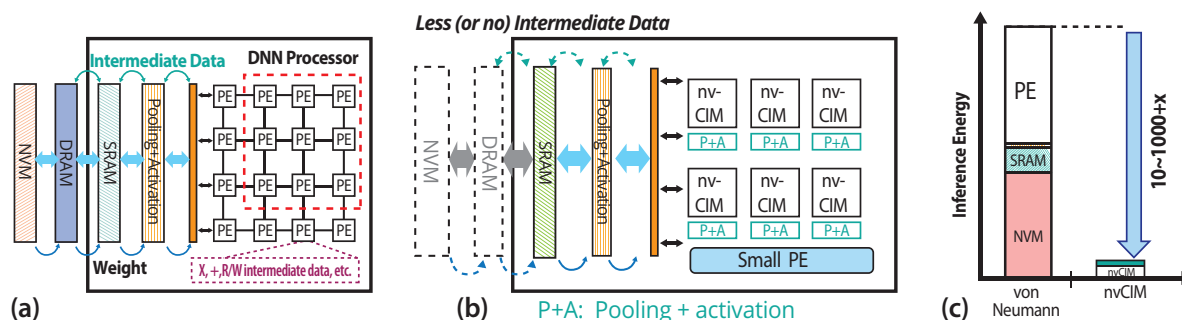 Intermediate Data
DNN Processor
NVM
DRAM
SRAM
Pooling+Activation
PE PE PE PE
PE PE PE PE
PE PE PE PE
PE PE PE PE
Weight
X, +,R/W intermediate data, etc.
(a)
Less (or no) Intermediate Data
NVM
DRAM
SRAM
Pooling+Activation
nv- nv- nv-
CIM CIM CIM
P+A P+A P+A
nv- nv- nv-
CIM CIM CIM
P+A P+A P+A
Small PE
(b)
P+A: Pooling + activation
Inference Energy
PE
SRAM
NVM
10~1000+x
nvCIM
von
Neumann
nvCIM
(c)